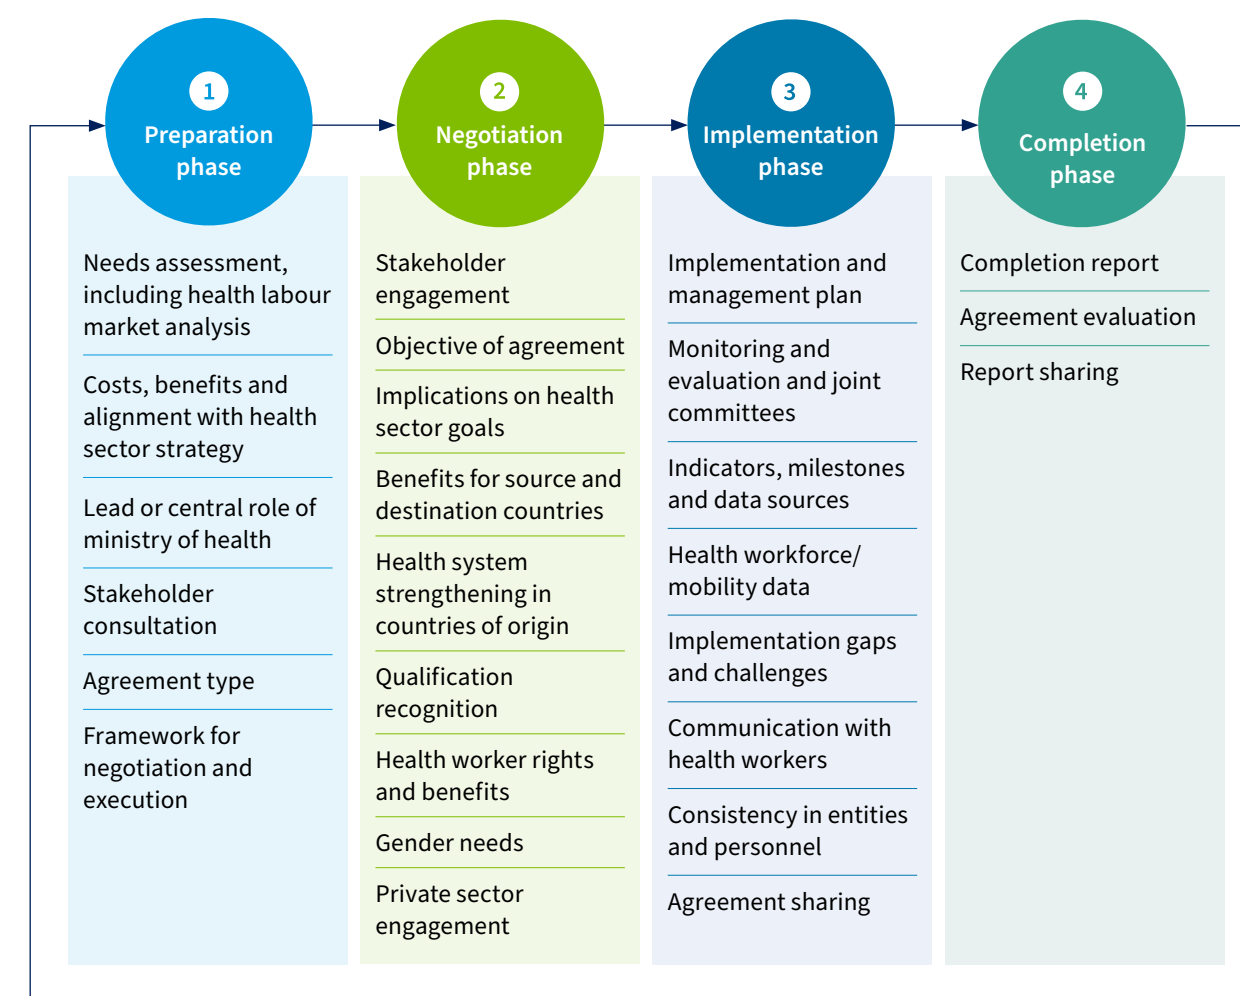 1
Preparation
phase
Needs assessment,
including health labour
market analysis
Costs, benefits and
alignment with health
sector strategy
Lead or central role of
ministry of health
Stakeholder
consultation
Agreement type
Framework for
negotiation and
execution
2
Negotiation
phase
Stakeholder
engagement
Objective of agreement
Implications on health
sector goals
Benefits for source and
destination countries
Health system
strengthening in
countries of origin
Qualification
recognition
Health worker rights
and benefits
Gender needs
Private sector
engagement
3
Implementation
phase
Implementation and
management plan
Monitoring and
evaluation and joint
committees
Indicators, milestones
and data sources
Health workforce/
mobility data
Implementation gaps
and challenges
Communication with
health workers
Consistency in entities
and personnel
Agreement sharing
4
Completion
phase
Completion report
Agreement evaluation
Report sharing